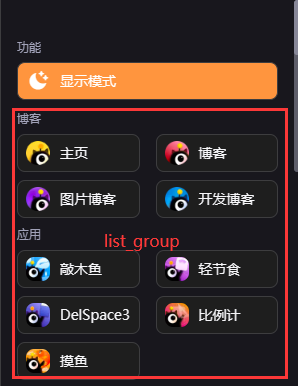 功能
显示模式
博客
主页 博客
图片博客 开发博客
应用
list_group
敲木鱼 轻节食
DelSpace3 比例计
摸鱼